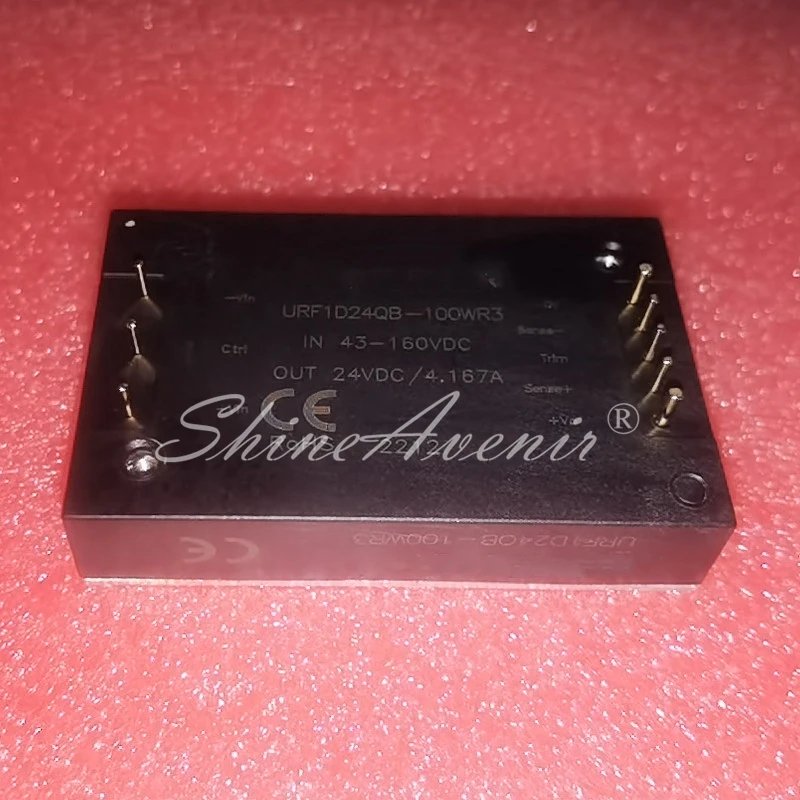 -Vin
URF1D24QB-100WR3
IN 43-160VDC
Ctrl
OUT 24VDC/4.167A
Sense-
Trim
Sense+
CE
+Vo
ShineAvenir®
CE
URF1D24QB-100WR3